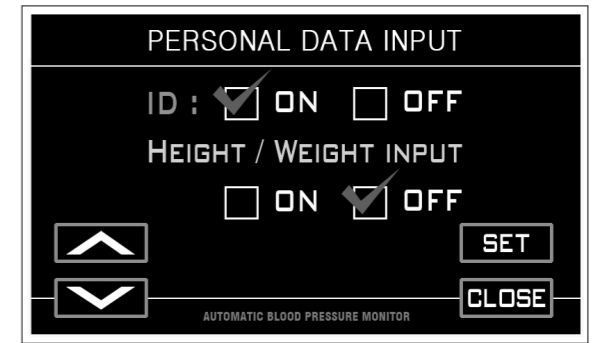 PERSONAL DATA INPUT
ID : ON OFF
HEIGHT / WEIGHT INPUT
ON OFF
SET
CLOSE
AUTOMATIC BLOOD PRESSURE MONITOR